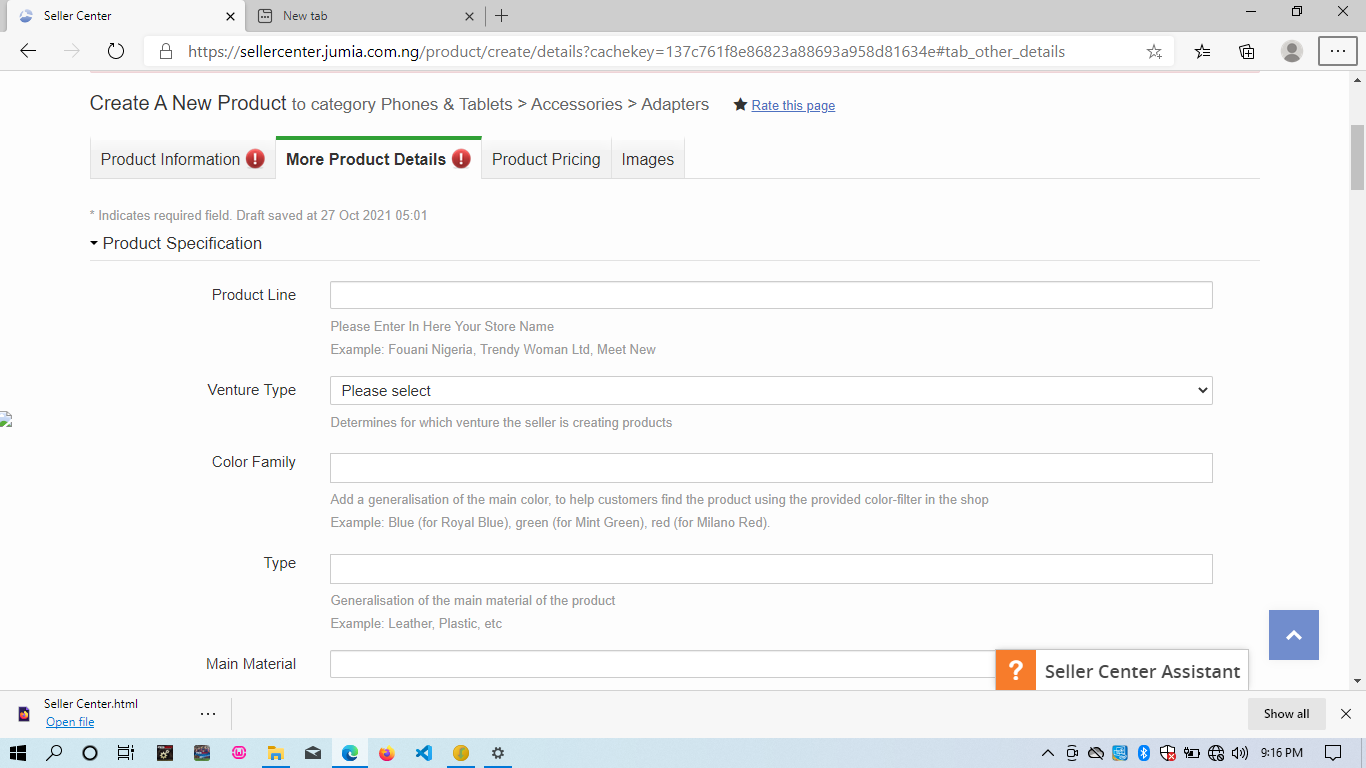 Seller Center
New tab
https://sellercenter.jumia.com.ng/product/create/details?cachekey=137c761f8e86823a88693a958d81634e#tab_other_details
Create A New Product to category Phones & Tablets > Accessories > Adapters ★ Rate this page
Product Information ! More Product Details ! Product Pricing Images
* Indicates required field. Draft saved at 27 Oct 2021 05:01
Product Specification
Product Line
Please Enter In Here Your Store Name
Example: Fouani Nigeria, Trendy Woman Ltd, Meet New
Venture Type Please select
Determines for which venture the seller is creating products
Color Family
Add a generalisation of the main color, to help customers find the product using the provided color-filter in the shop
Example: Blue (for Royal Blue), green (for Mint Green), red (for Milano Red).
Type
Generalisation of the main material of the product
Example: Leather, Plastic, etc
Main Material
? Seller Center Assistant
Seller Center.html
Open file
Show all
9:16 PM